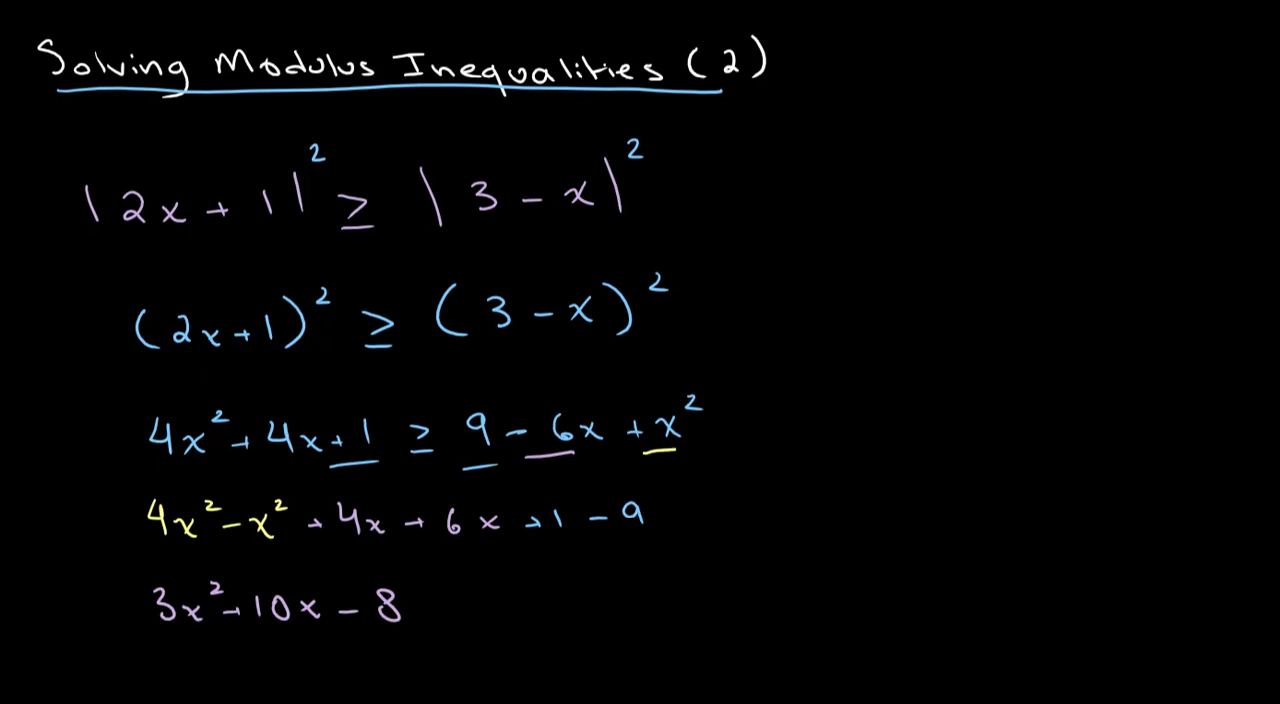 Solving Modulus Inequalities (2)
|2x + 1|² ≥ |3 - x|²
(2x + 1)² ≥ (3 - x)²
4x² + 4x + 1 ≥ 9 - 6x + x²
4x² - x² + 4x + 6x + 1 - 9
3x² + 10x - 8